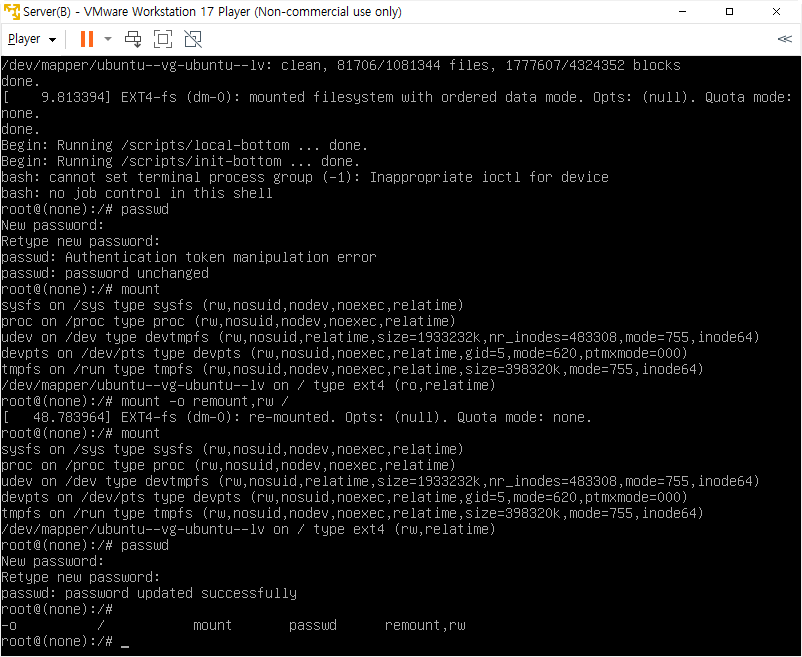 Server(B) - VMware Workstation 17 Player (Non-commercial use only)
Player
/dev/mapper/ubuntu--vg-ubuntu--lv: clean, 81706/1081344 files, 1777607/4324352 blocks
done.
[    9.813394] EXT4-fs (dm-0): mounted filesystem with ordered data mode. Opts: (null). Quota mode:
none.
done.
Begin: Running /scripts/local-bottom ... done.
Begin: Running /scripts/init-bottom ... done.
bash: cannot set terminal process group (-1): Inappropriate ioctl for device
bash: no job control in this shell
root@(none):/# passwd
New password:
Retype new password:
passwd: Authentication token manipulation error
passwd: password unchanged
root@(none):/# mount
sysfs on /sys type sysfs (rw,nosuid,nodev,noexec,relatime)
proc on /proc type proc (rw,nosuid,nodev,noexec,relatime)
udev on /dev type devtmpfs (rw,nosuid,relatime,size=1933232k,nr_inodes=483308,mode=755,inode64)
devpts on /dev/pts type devpts (rw,nosuid,noexec,relatime,gid=5,mode=620,ptmxmode=000)
tmpfs on /run type tmpfs (rw,nosuid,nodev,noexec,relatime,size=398320k,mode=755,inode64)
/dev/mapper/ubuntu--vg-ubuntu--lv on / type ext4 (ro,relatime)
root@(none):/# mount -o remount,rw /
[   48.783964] EXT4-fs (dm-0): re-mounted. Opts: (null). Quota mode: none.
root@(none):/# mount
sysfs on /sys type sysfs (rw,nosuid,nodev,noexec,relatime)
proc on /proc type proc (rw,nosuid,nodev,noexec,relatime)
udev on /dev type devtmpfs (rw,nosuid,relatime,size=1933232k,nr_inodes=483308,mode=755,inode64)
devpts on /dev/pts type devpts (rw,nosuid,noexec,relatime,gid=5,mode=620,ptmxmode=000)
tmpfs on /run type tmpfs (rw,nosuid,nodev,noexec,relatime,size=398320k,mode=755,inode64)
/dev/mapper/ubuntu--vg-ubuntu--lv on / type ext4 (rw,relatime)
root@(none):/# passwd
New password:
Retype new password:
passwd: password updated successfully
root@(none):/#
-o          /           mount       passwd      remount,rw
root@(none):/# _